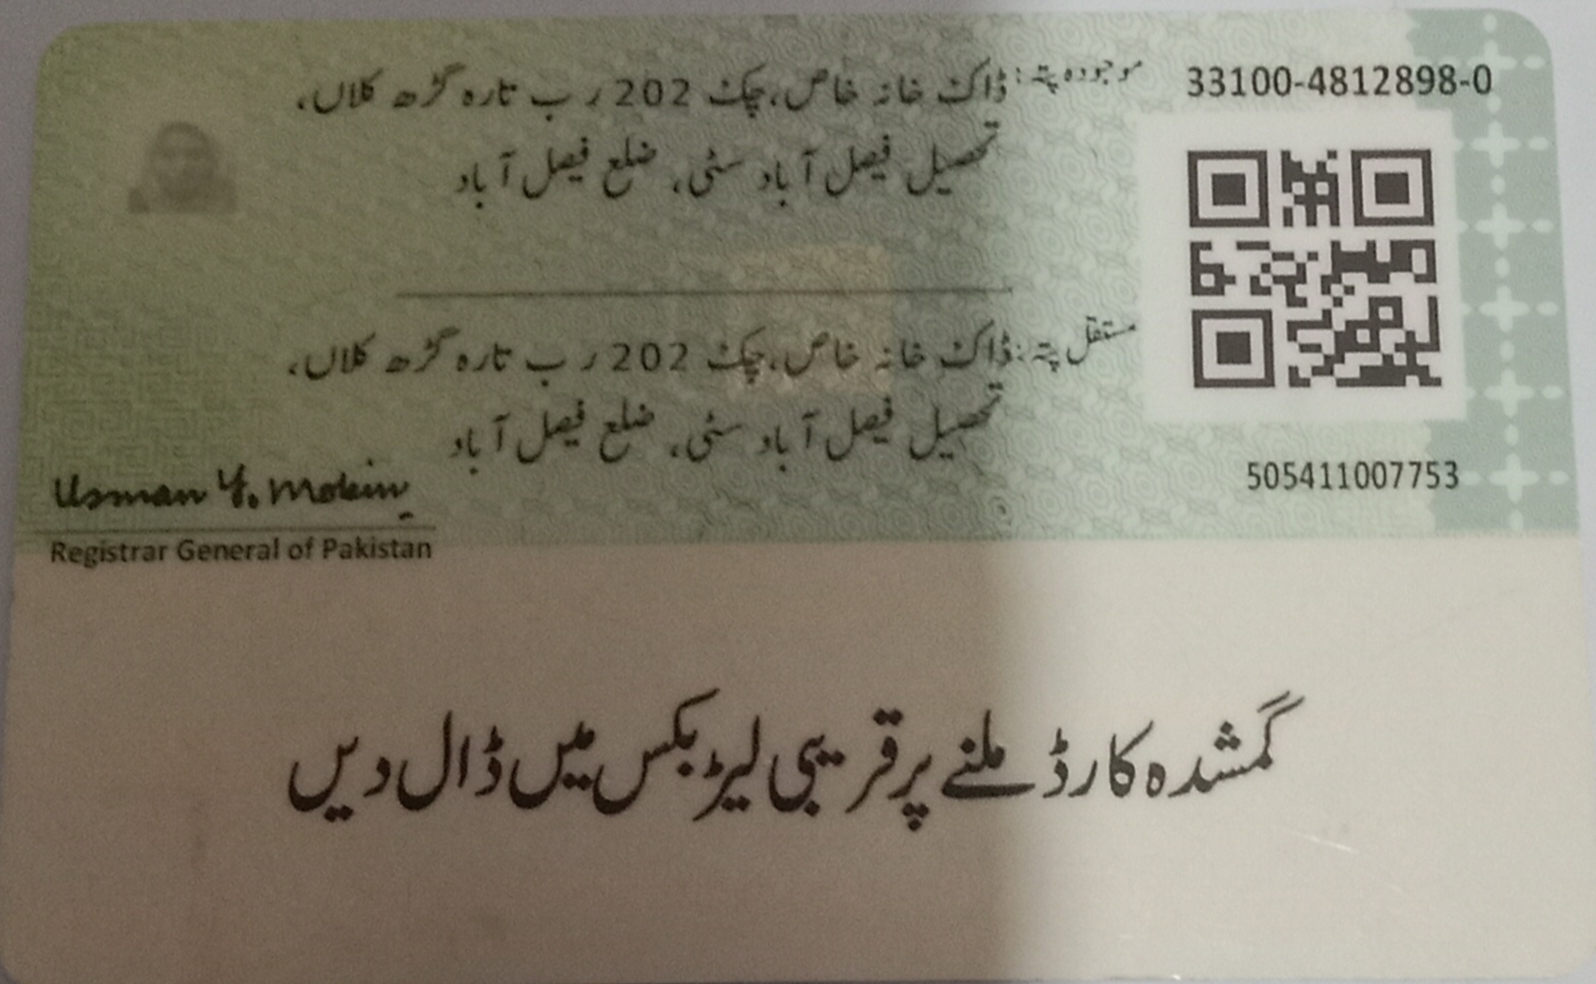 33100-4812898-0
موجودہ پتہ: ڈاک خانہ خاص، چک 202 ر ب تارہ گڑھ کلاں،
تحصیل فیصل آباد سٹی، ضلع فیصل آباد
مستقل پتہ: ڈاک خانہ خاص، چک 202 ر ب تارہ گڑھ کلاں،
تحصیل فیصل آباد سٹی، ضلع فیصل آباد
505411007753
Usman Y. Mobin
Registrar General of Pakistan
گمشدہ کارڈ ملنے پر قریبی لیٹر بکس میں ڈال دیں